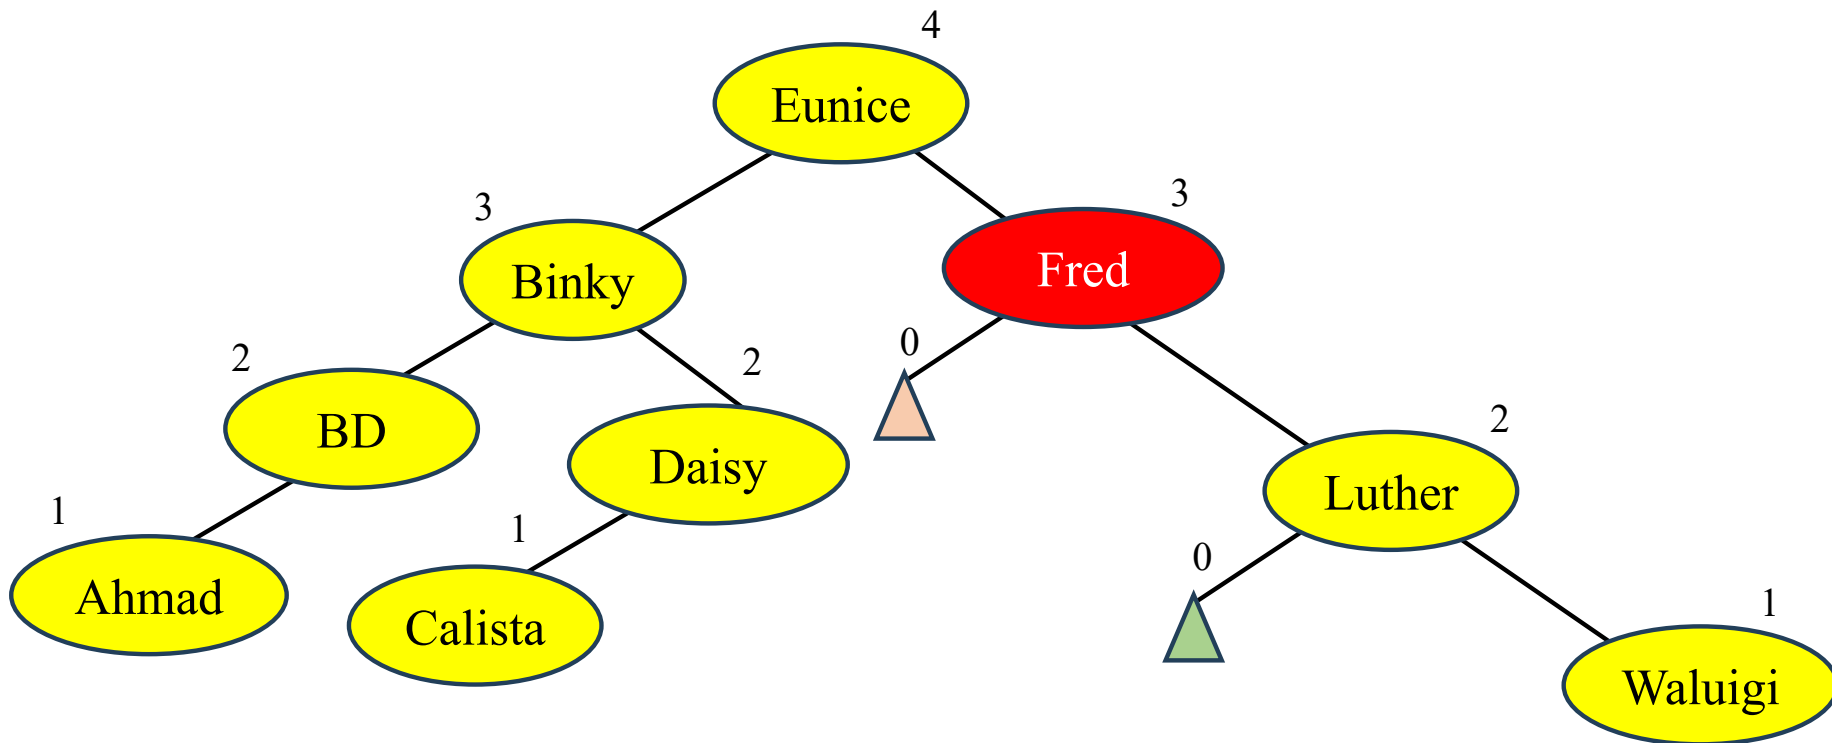 4
Eunice
3
3
Binky
Fred
0
2
2
BD
Daisy
2
Luther
1
1
0
Ahmad
Calista
1
Waluigi